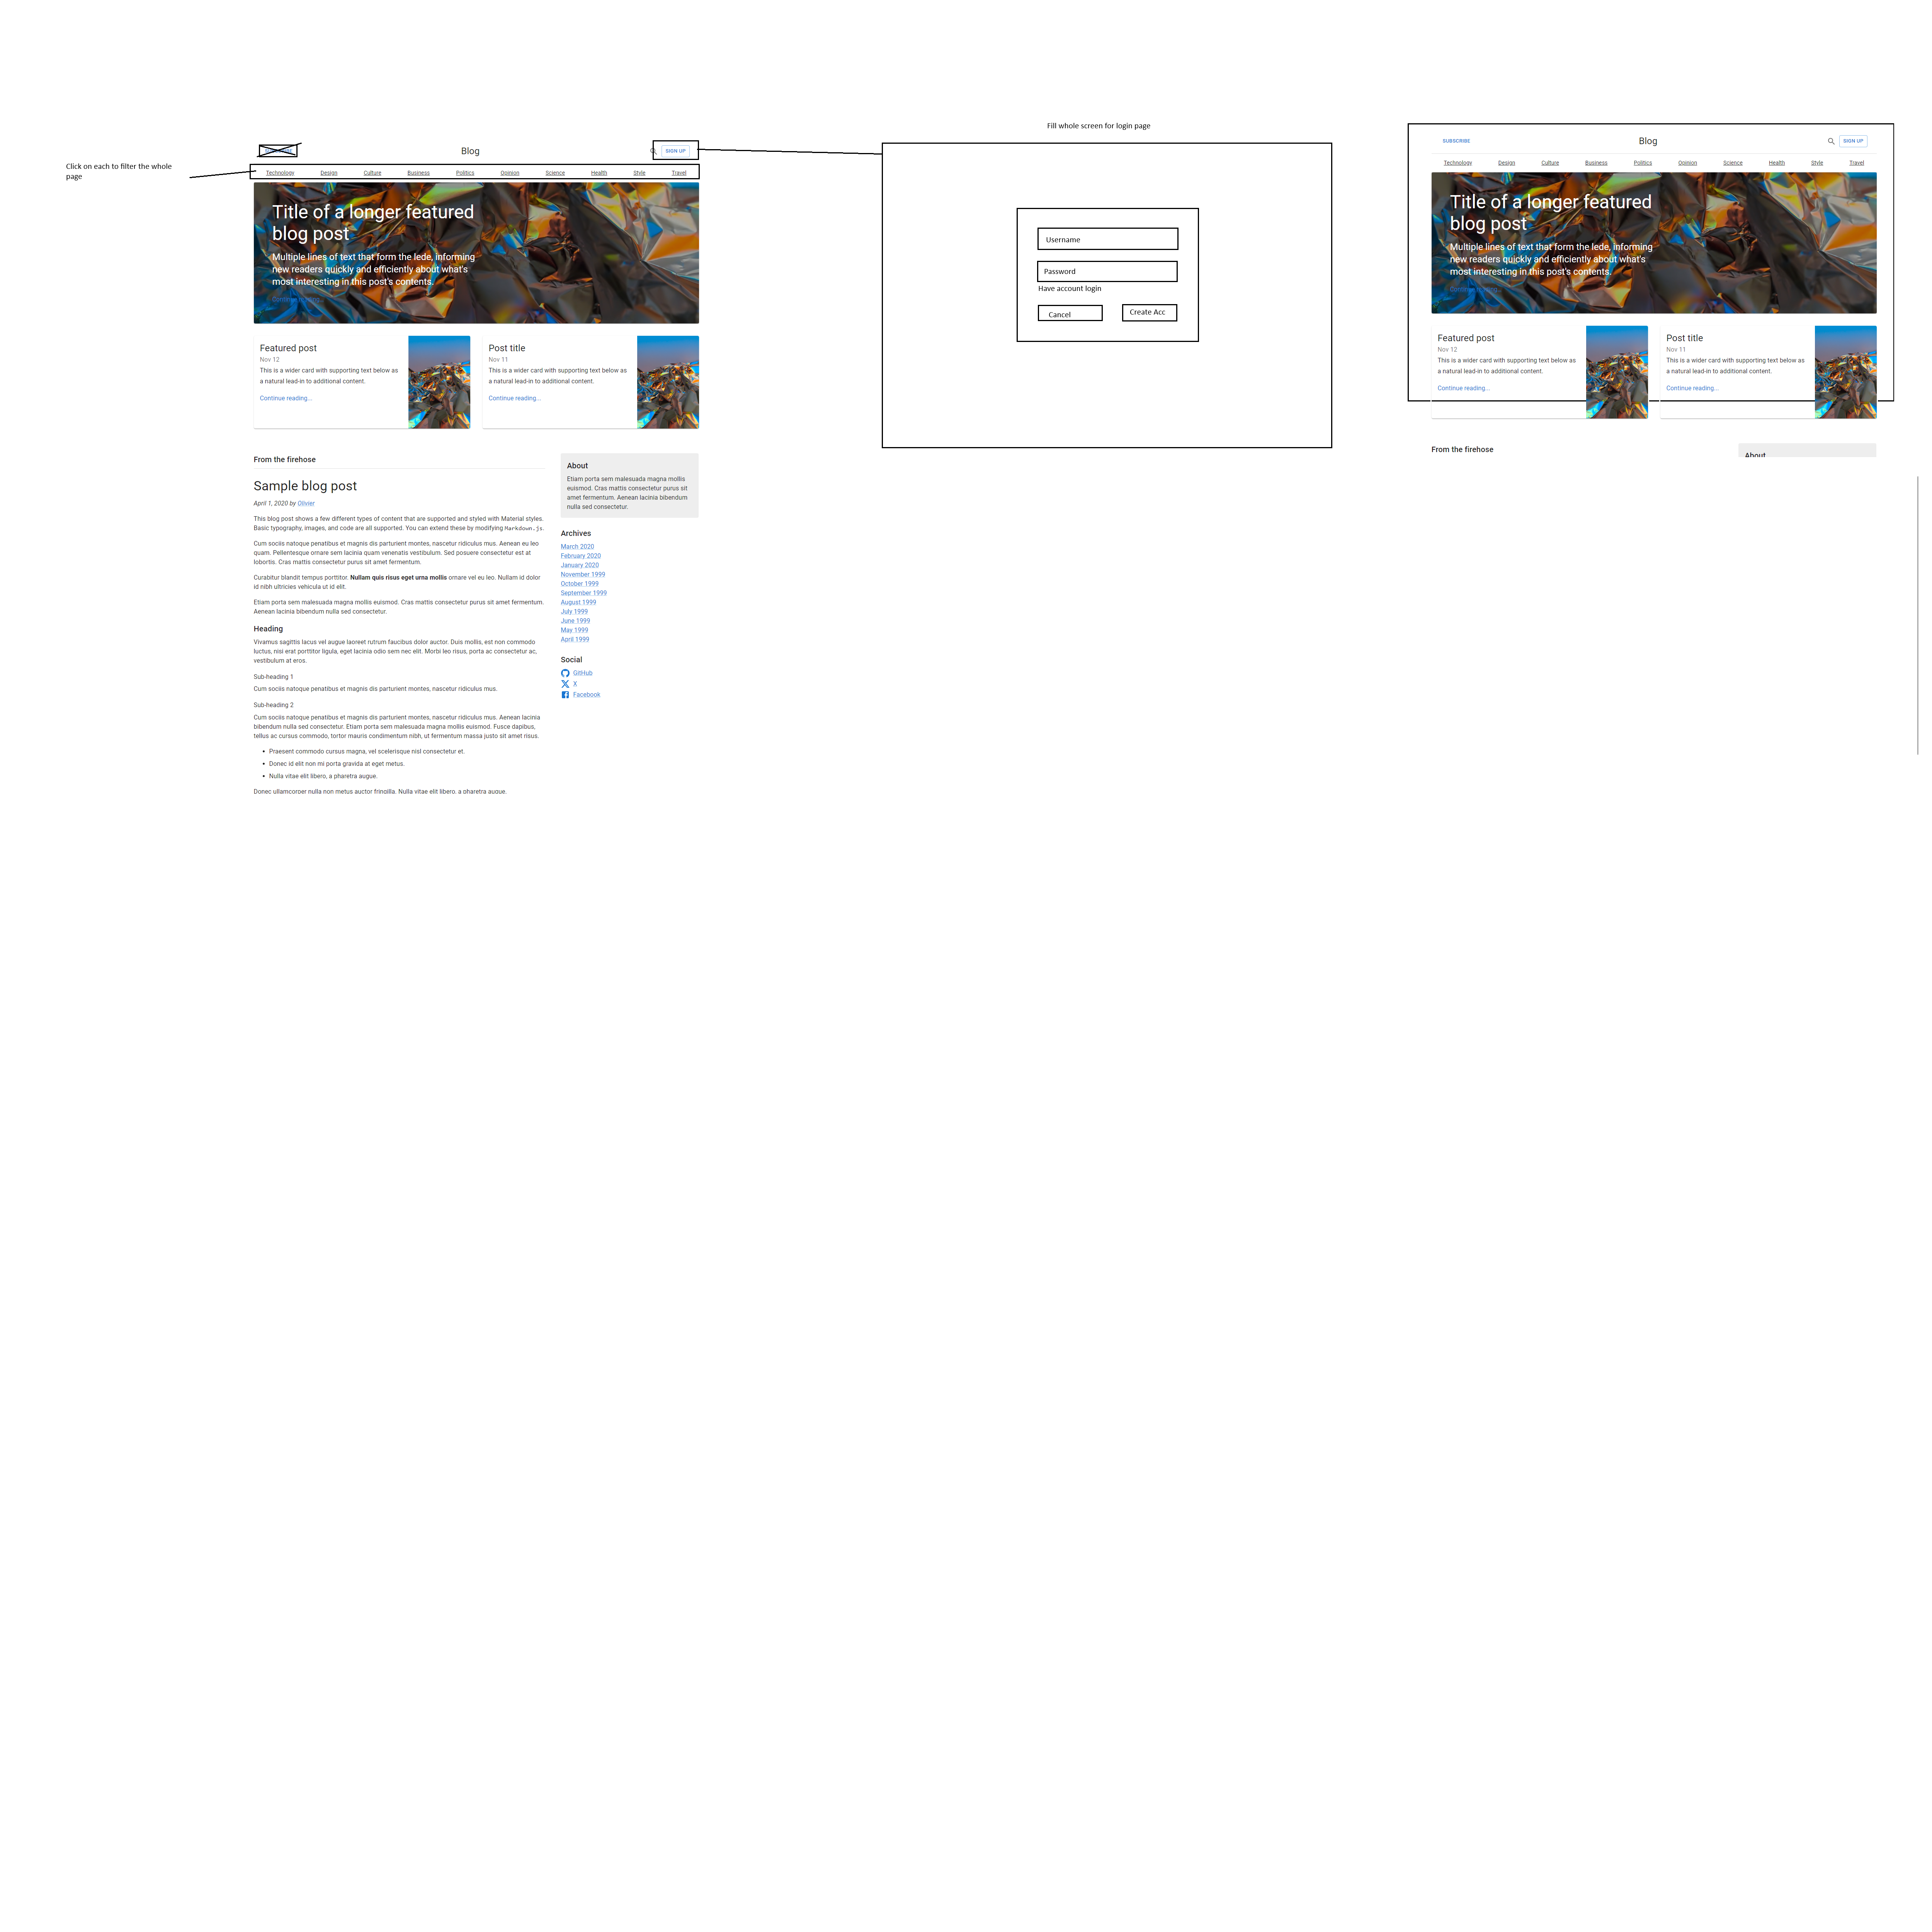 Click on each to filter the whole
page
Blog
SIGN UP
Technology Design Culture Business Politics Opinion Science Health Style Travel
Title of a longer featured
blog post
Multiple lines of text that form the lede, informing
new readers quickly and efficiently about what's
most interesting in this post's contents.
Continue reading...
Featured post
Nov 12
This is a wider card with supporting text below as
a natural lead-in to additional content.
Continue reading...
Post title
Nov 11
This is a wider card with supporting text below as
a natural lead-in to additional content.
Continue reading...
From the firehose
Sample blog post
April 1, 2020 by Olivier
This blog post shows a few different types of content that are supported and styled with Material styles.
Basic typography, images, and code are all supported. You can extend these by modifying Markdown.js.
Cum sociis natoque penatibus et magnis dis parturient montes, nascetur ridiculus mus. Aenean eu leo
quam. Pellentesque ornare sem lacinia quam venenatis vestibulum. Sed posuere consectetur est at
lobortis. Cras mattis consectetur purus sit amet fermentum.
Curabitur blandit tempus porttitor. Nullam quis risus eget urna mollis ornare vel eu leo. Nullam id dolor
id nibh ultricies vehicula ut id elit.
Etiam porta sem malesuada magna mollis euismod. Cras mattis consectetur purus sit amet fermentum.
Aenean lacinia bibendum nulla sed consectetur.
Heading
Vivamus sagittis lacus vel augue laoreet rutrum faucibus dolor auctor. Duis mollis, est non commodo
luctus, nisi erat porttitor ligula, eget lacinia odio sem nec elit. Morbi leo risus, porta ac consectetur ac,
vestibulum at eros.
Sub-heading 1
Cum sociis natoque penatibus et magnis dis parturient montes, nascetur ridiculus mus.
Sub-heading 2
Cum sociis natoque penatibus et magnis dis parturient montes, nascetur ridiculus mus. Aenean lacinia
bibendum nulla sed consectetur. Etiam porta sem malesuada magna mollis euismod. Fusce dapibus,
tellus ac cursus commodo, tortor mauris condimentum nibh, ut fermentum massa justo sit amet risus.
• Praesent commodo cursus magna, vel scelerisque nisl consectetur et.
• Donec id elit non mi porta gravida at eget metus.
• Nulla vitae elit libero, a pharetra augue.
Donec ullamcorper nulla non metus auctor fringilla. Nulla vitae elit libero, a pharetra augue.
About
Etiam porta sem malesuada magna mollis
euismod. Cras mattis consectetur purus sit
amet fermentum. Aenean lacinia bibendum
nulla sed consectetur.
Archives
March 2020
February 2020
January 2020
November 1999
October 1999
September 1999
August 1999
July 1999
June 1999
May 1999
April 1999
Social
GitHub
X
Facebook
Fill whole screen for login page
Username
Password
Have account login
Cancel
Create Acc
SUBSCRIBE
Blog
SIGN UP
Technology Design Culture Business Politics Opinion Science Health Style Travel
Title of a longer featured
blog post
Multiple lines of text that form the lede, informing
new readers quickly and efficiently about what's
most interesting in this post's contents.
Continue reading...
Featured post
Nov 12
This is a wider card with supporting text below as
a natural lead-in to additional content.
Continue reading...
Post title
Nov 11
This is a wider card with supporting text below as
a natural lead-in to additional content.
Continue reading...
From the firehose
About